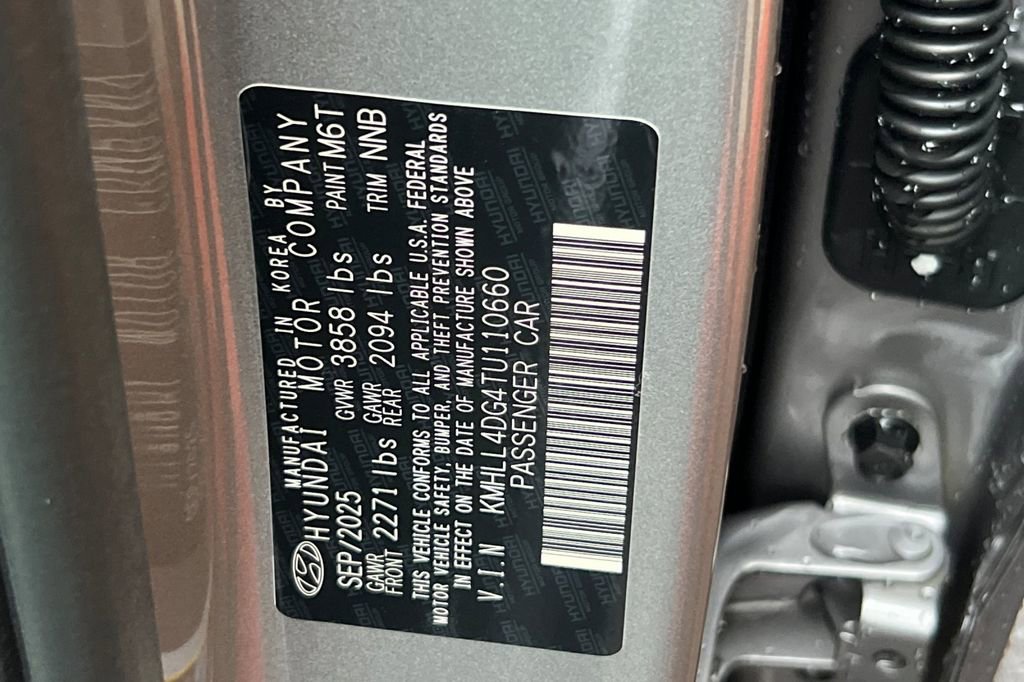 MANUFACTURED IN KOREA BY
HYUNDAI MOTOR COMPANY
SEP/2025 GVWR 3858 lbs PAINT M6T
GAWR FRONT 2271 lbs GAWR REAR 2094 lbs TRIM NNB
THIS VEHICLE CONFORMS TO ALL APPLICABLE U.S.A. FEDERAL
MOTOR VEHICLE SAFETY, BUMPER, AND THEFT PREVENTION STANDARDS
IN EFFECT ON THE DATE OF MANUFACTURE SHOWN ABOVE
V.I.N KMHLL4DG4TU110660
PASSENGER CAR